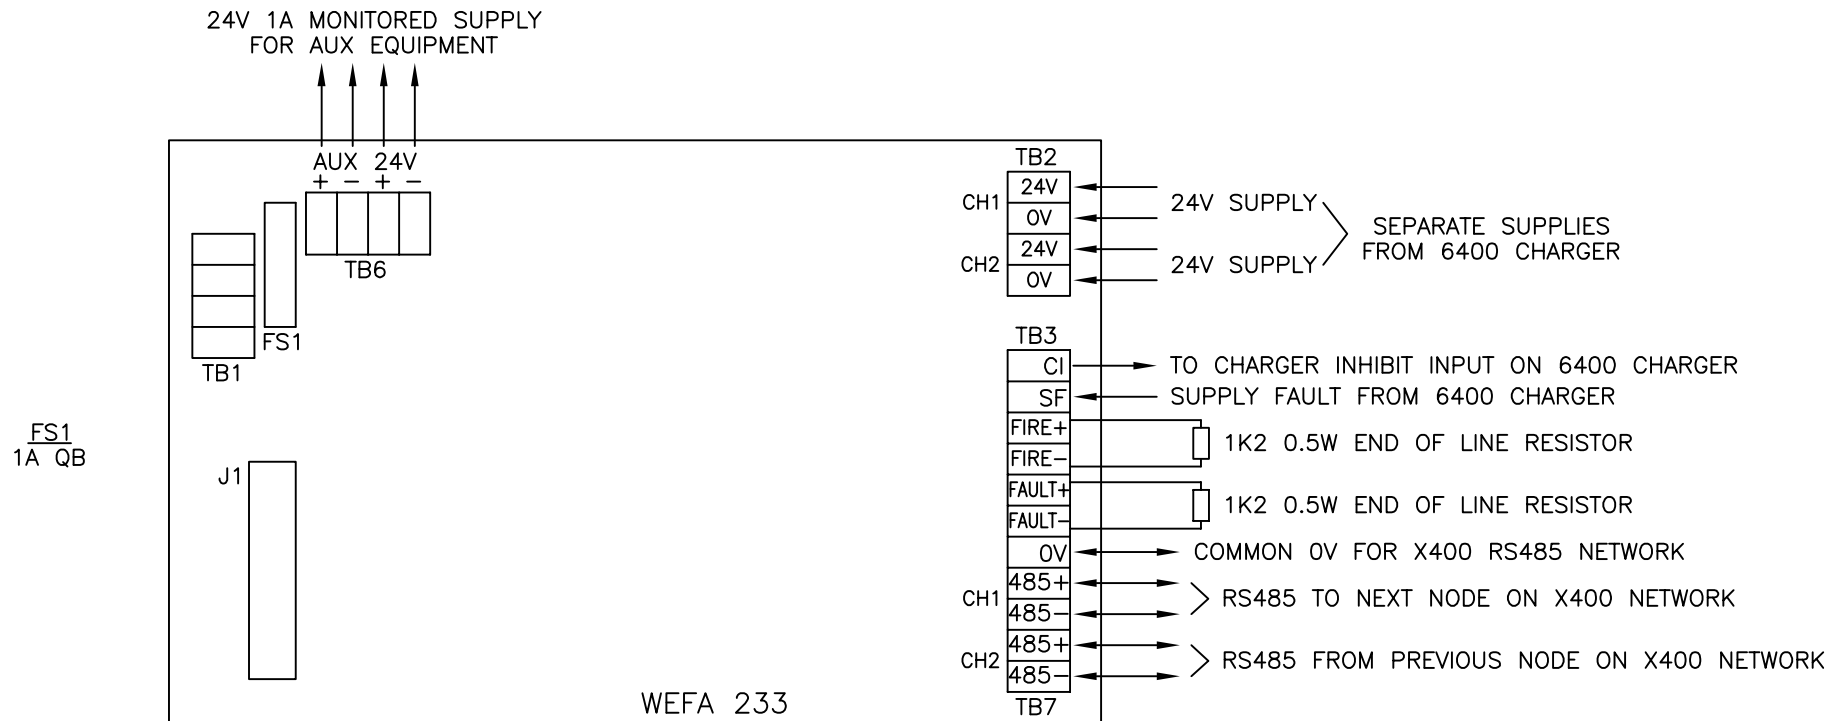 24V 1A MONITORED SUPPLY
FOR AUX EQUIPMENT
AUX 24V
+ - + -
TB6
FS1
TB1
FS1
1A QB
J1
WEFA 233
TB2
CH1
24V
0V
CH2
24V
0V
24V SUPPLY
24V SUPPLY
SEPARATE SUPPLIES
FROM 6400 CHARGER
TB3
CI
TO CHARGER INHIBIT INPUT ON 6400 CHARGER
SF
SUPPLY FAULT FROM 6400 CHARGER
FIRE+
FIRE-
1K2 0.5W END OF LINE RESISTOR
FAULT+
FAULT-
1K2 0.5W END OF LINE RESISTOR
0V
COMMON 0V FOR X400 RS485 NETWORK
CH1
485+
485-
RS485 TO NEXT NODE ON X400 NETWORK
CH2
485+
485-
RS485 FROM PREVIOUS NODE ON X400 NETWORK
TB7